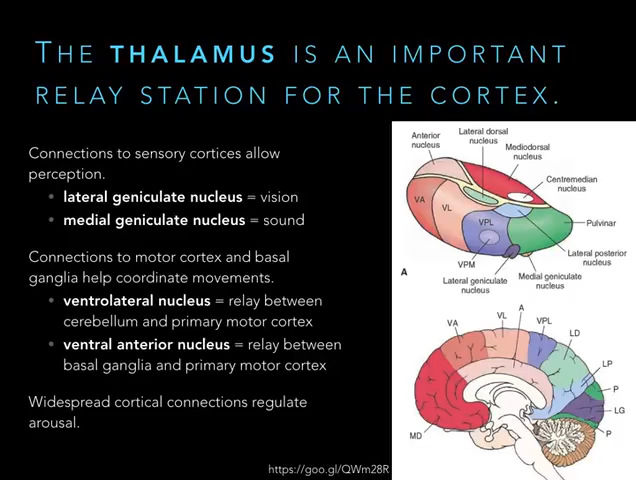 THE THALAMUS IS AN IMPORTANT
RELAY STATION FOR THE CORTEX.
Connections to sensory cortices allow
perception.
• lateral geniculate nucleus = vision
• medial geniculate nucleus = sound
Connections to motor cortex and basal
ganglia help coordinate movements.
• ventrolateral nucleus = relay between
cerebellum and primary motor cortex
• ventral anterior nucleus = relay between
basal ganglia and primary motor cortex
Widespread cortical connections regulate
arousal.
https://goo.gl/QWm28R
Anterior
nucleus
Lateral dorsal
nucleus
Mediodorsal
nucleus
Centremedian
nucleus
VA
VL
VPL
Pulvinar
VPM
Lateral posterior
nucleus
Lateral geniculate
nucleus
Medial geniculate
nucleus
A
A
VA
VL
VPL
LD
LP
P
LG
P
MD